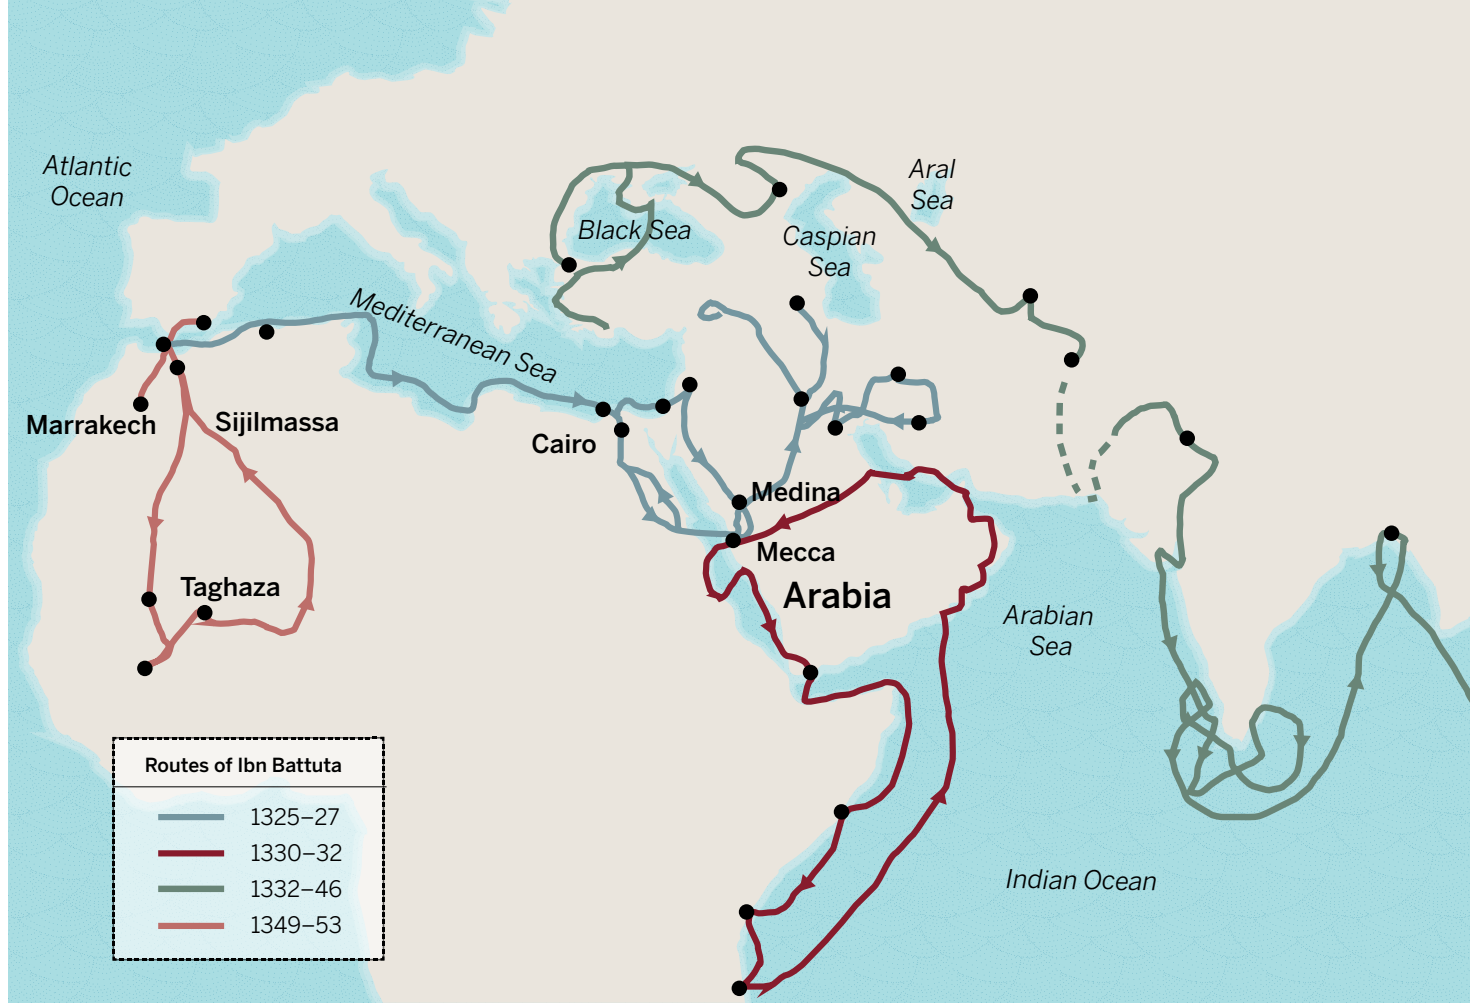 Atlantic
Ocean
Aral
Sea
Black Sea
Caspian
Sea
Mediterranean Sea
Marrakech
Sijilmassa
Cairo
Medina
Mecca
Taghaza
Arabia
Arabian
Sea
Indian Ocean
Routes of Ibn Battuta
1325–27
1330–32
1332–46
1349–53